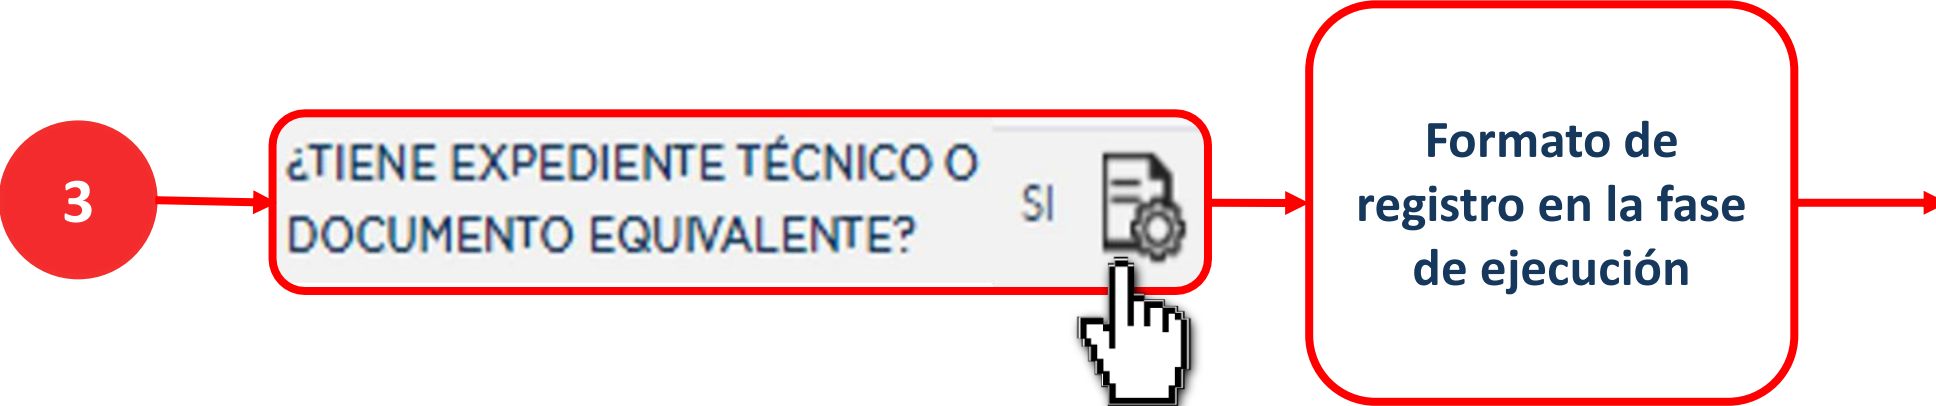 3
¿TIENE EXPEDIENTE TÉCNICO O
DOCUMENTO EQUIVALENTE?
SI
Formato de
registro en la fase
de ejecución